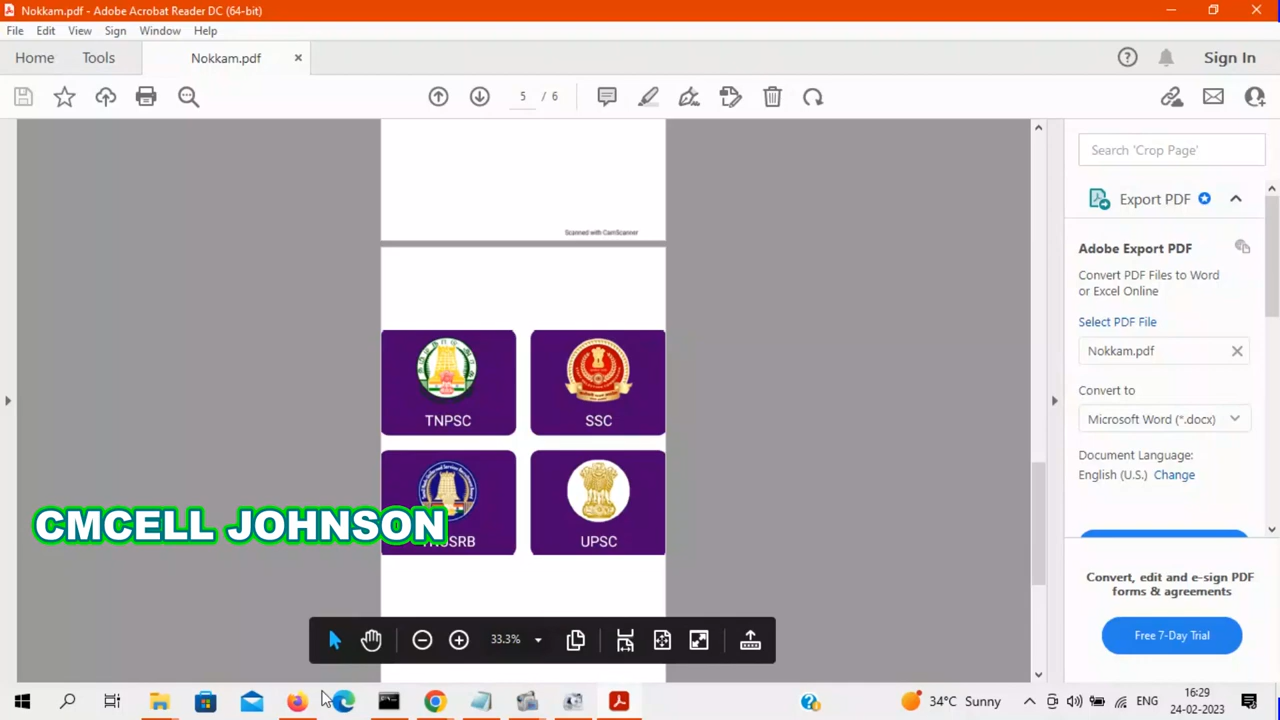 Nokkam.pdf - Adobe Acrobat Reader DC (64-bit)
File Edit View Sign Window Help
Home Tools Nokkam.pdf Sign In
5 / 6
Search 'Crop Page'
Export PDF
Scanned with CamScanner
Adobe Export PDF
Convert PDF Files to Word
or Excel Online
Select PDF File
Nokkam.pdf
Convert to
Microsoft Word (*.docx)
Document Language:
English (U.S.) Change
TNPSC SSC
CMCELL JOHNSON
UPSC
Convert, edit and e-sign PDF
forms & agreements
Free 7-Day Trial
33.3%
34°C Sunny
ENG
16:29
24-02-2023